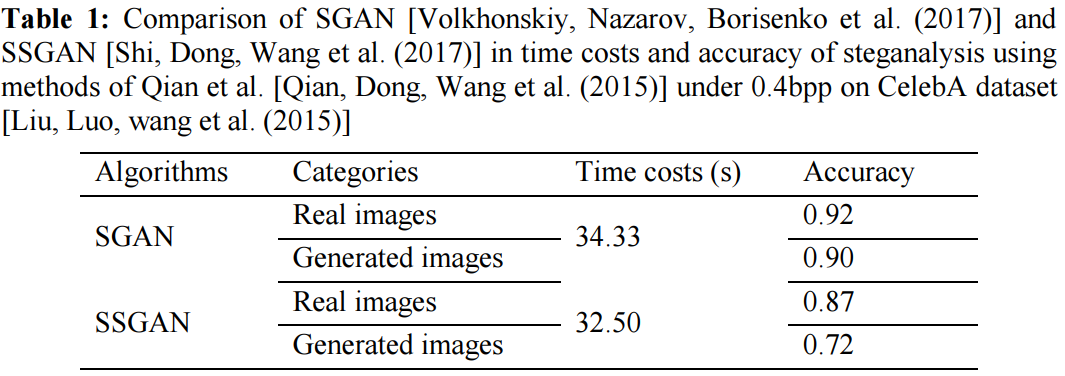 Table 1: Comparison of SGAN [Volkhonskiy, Nazarov, Borisenko et al. (2017)] and
SSGAN [Shi, Dong, Wang et al. (2017)] in time costs and accuracy of steganalysis using
methods of Qian et al. [Qian, Dong, Wang et al. (2015)] under 0.4bpp on CelebA dataset
[Liu, Luo, wang et al. (2015)]
Algorithms Categories Time costs (s) Accuracy
SGAN Real images 34.33 0.92
Generated images 0.90
SSGAN Real images 32.50 0.87
Generated images 0.72